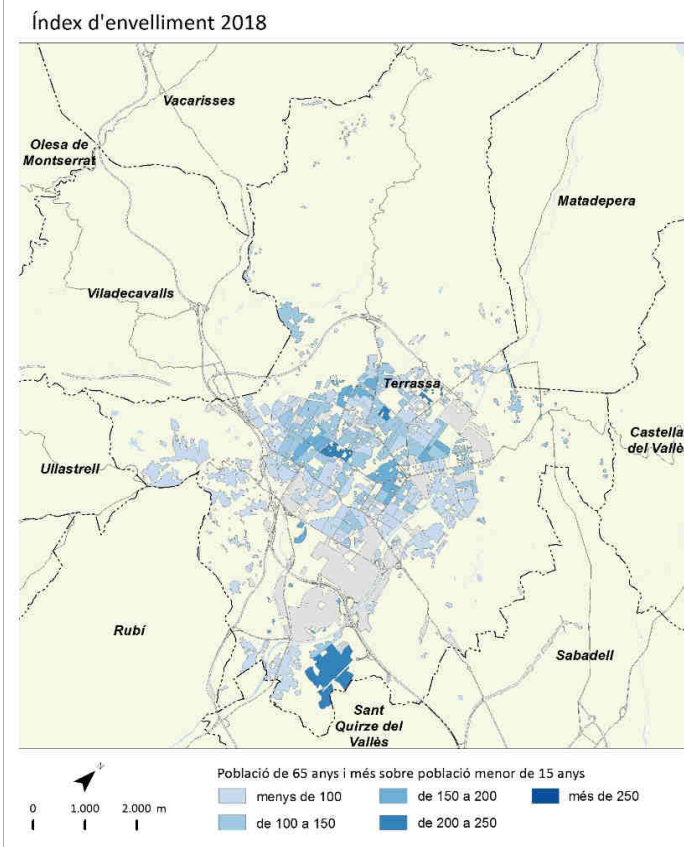 Índex d'envelliment 2018
Vacarisses
Olesa de
Montserrat
Matadepera
Viladecavalls
Terrassa
Castella
del Vallè
Ullastrell
Rubí
Sabadell
Sant
Quirze del
Vallès
N
0 1.000 2.000 m
Població de 65 anys i més sobre població menor de 15 anys
menys de 100
de 150 a 200
més de 250
de 100 a 150
de 200 a 250